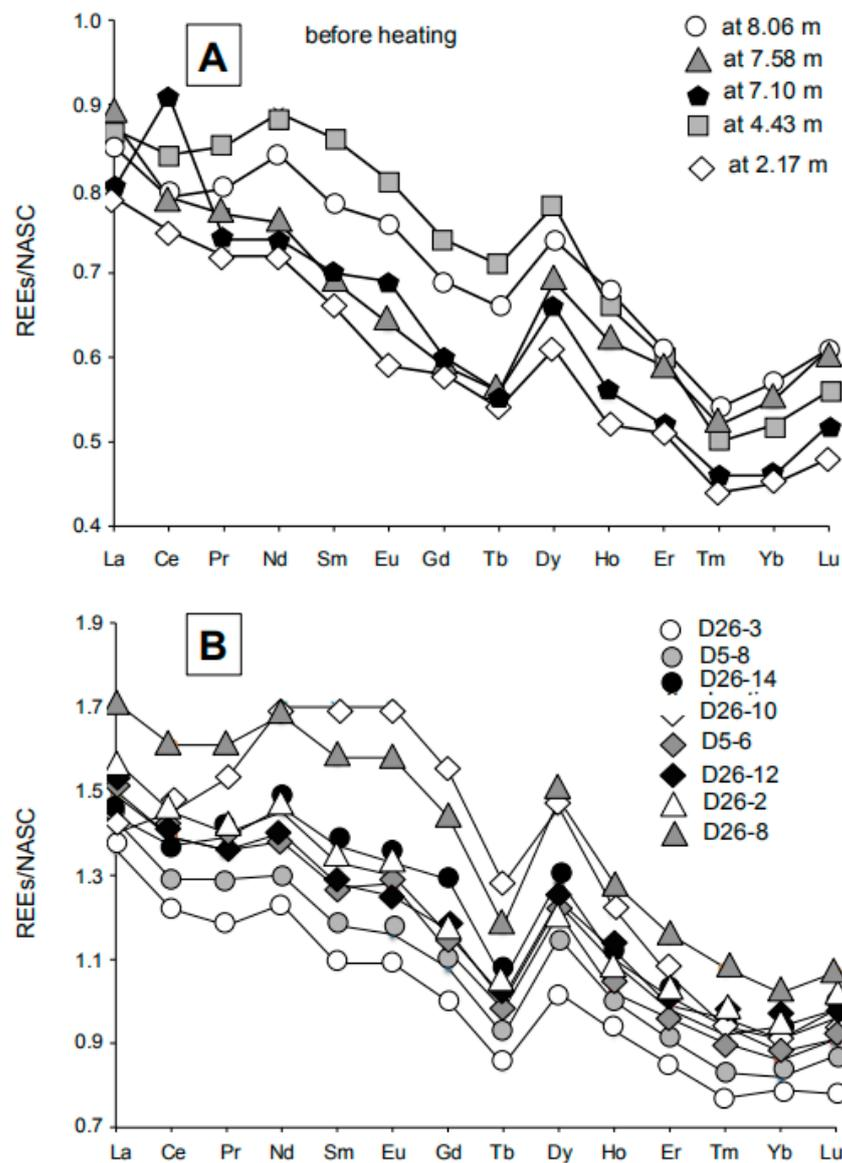 1.0
A
before heating
at 8.06 m
at 7.58 m
at 7.10 m
at 4.43 m
at 2.17 m
0.9
0.8
0.7
0.6
0.5
0.4
REEs/NASC
La Ce Pr Nd Sm Eu Gd Tb Dy Ho Er Tm Yb Lu
1.9
B
D26-3
D5-8
D26-14
D26-10
D5-6
D26-12
D26-2
D26-8
1.7
1.5
1.3
1.1
0.9
0.7
REEs/NASC
La Ce Pr Nd Sm Eu Gd Tb Dy Ho Er Tm Yb Lu